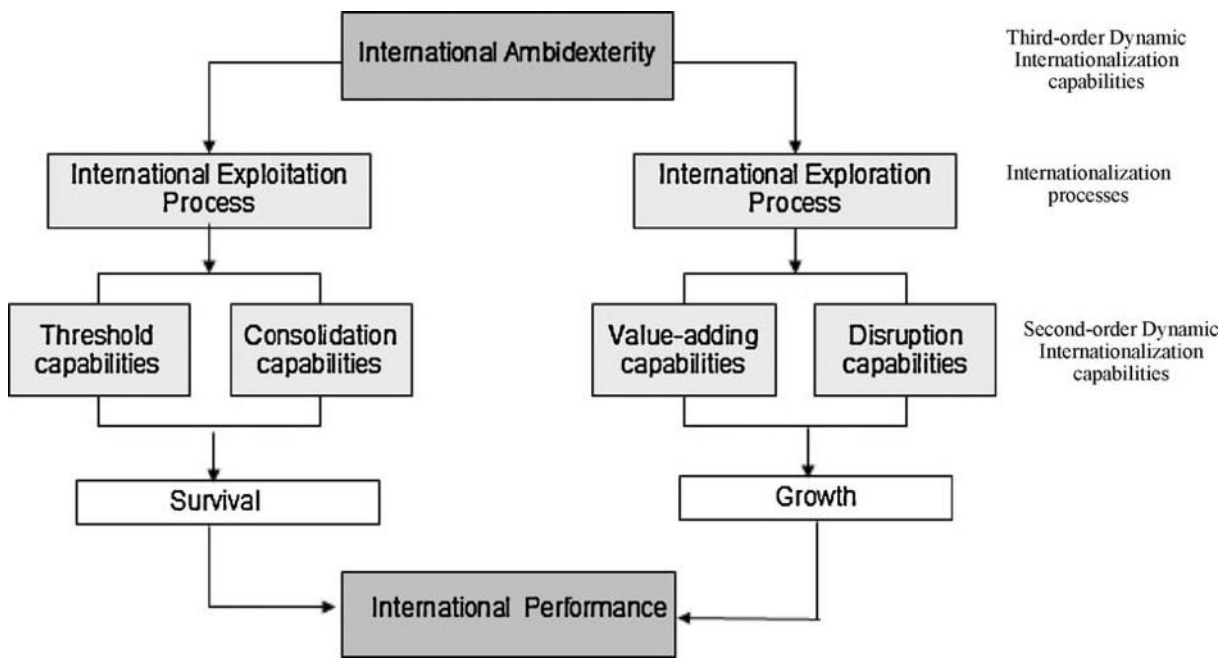 International Ambidexterity
Third-order Dynamic
Internationalization
capabilities
International Exploitation
Process
International Exploration
Process
Internationalization
processes
Threshold
capabilities
Consolidation
capabilities
Value-adding
capabilities
Disruption
capabilities
Second-order Dynamic
Internationalization
capabilities
Survival
Growth
International Performance